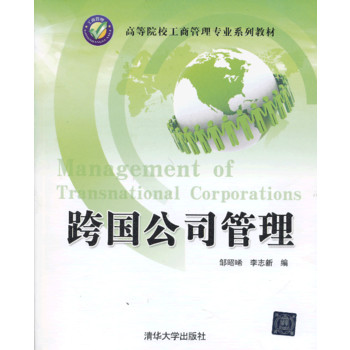 高等院校工商管理专业系列教材
Management of
Transnational Corporations
跨国公司管理
邹昭晞 李志新 编
清华大学出版社